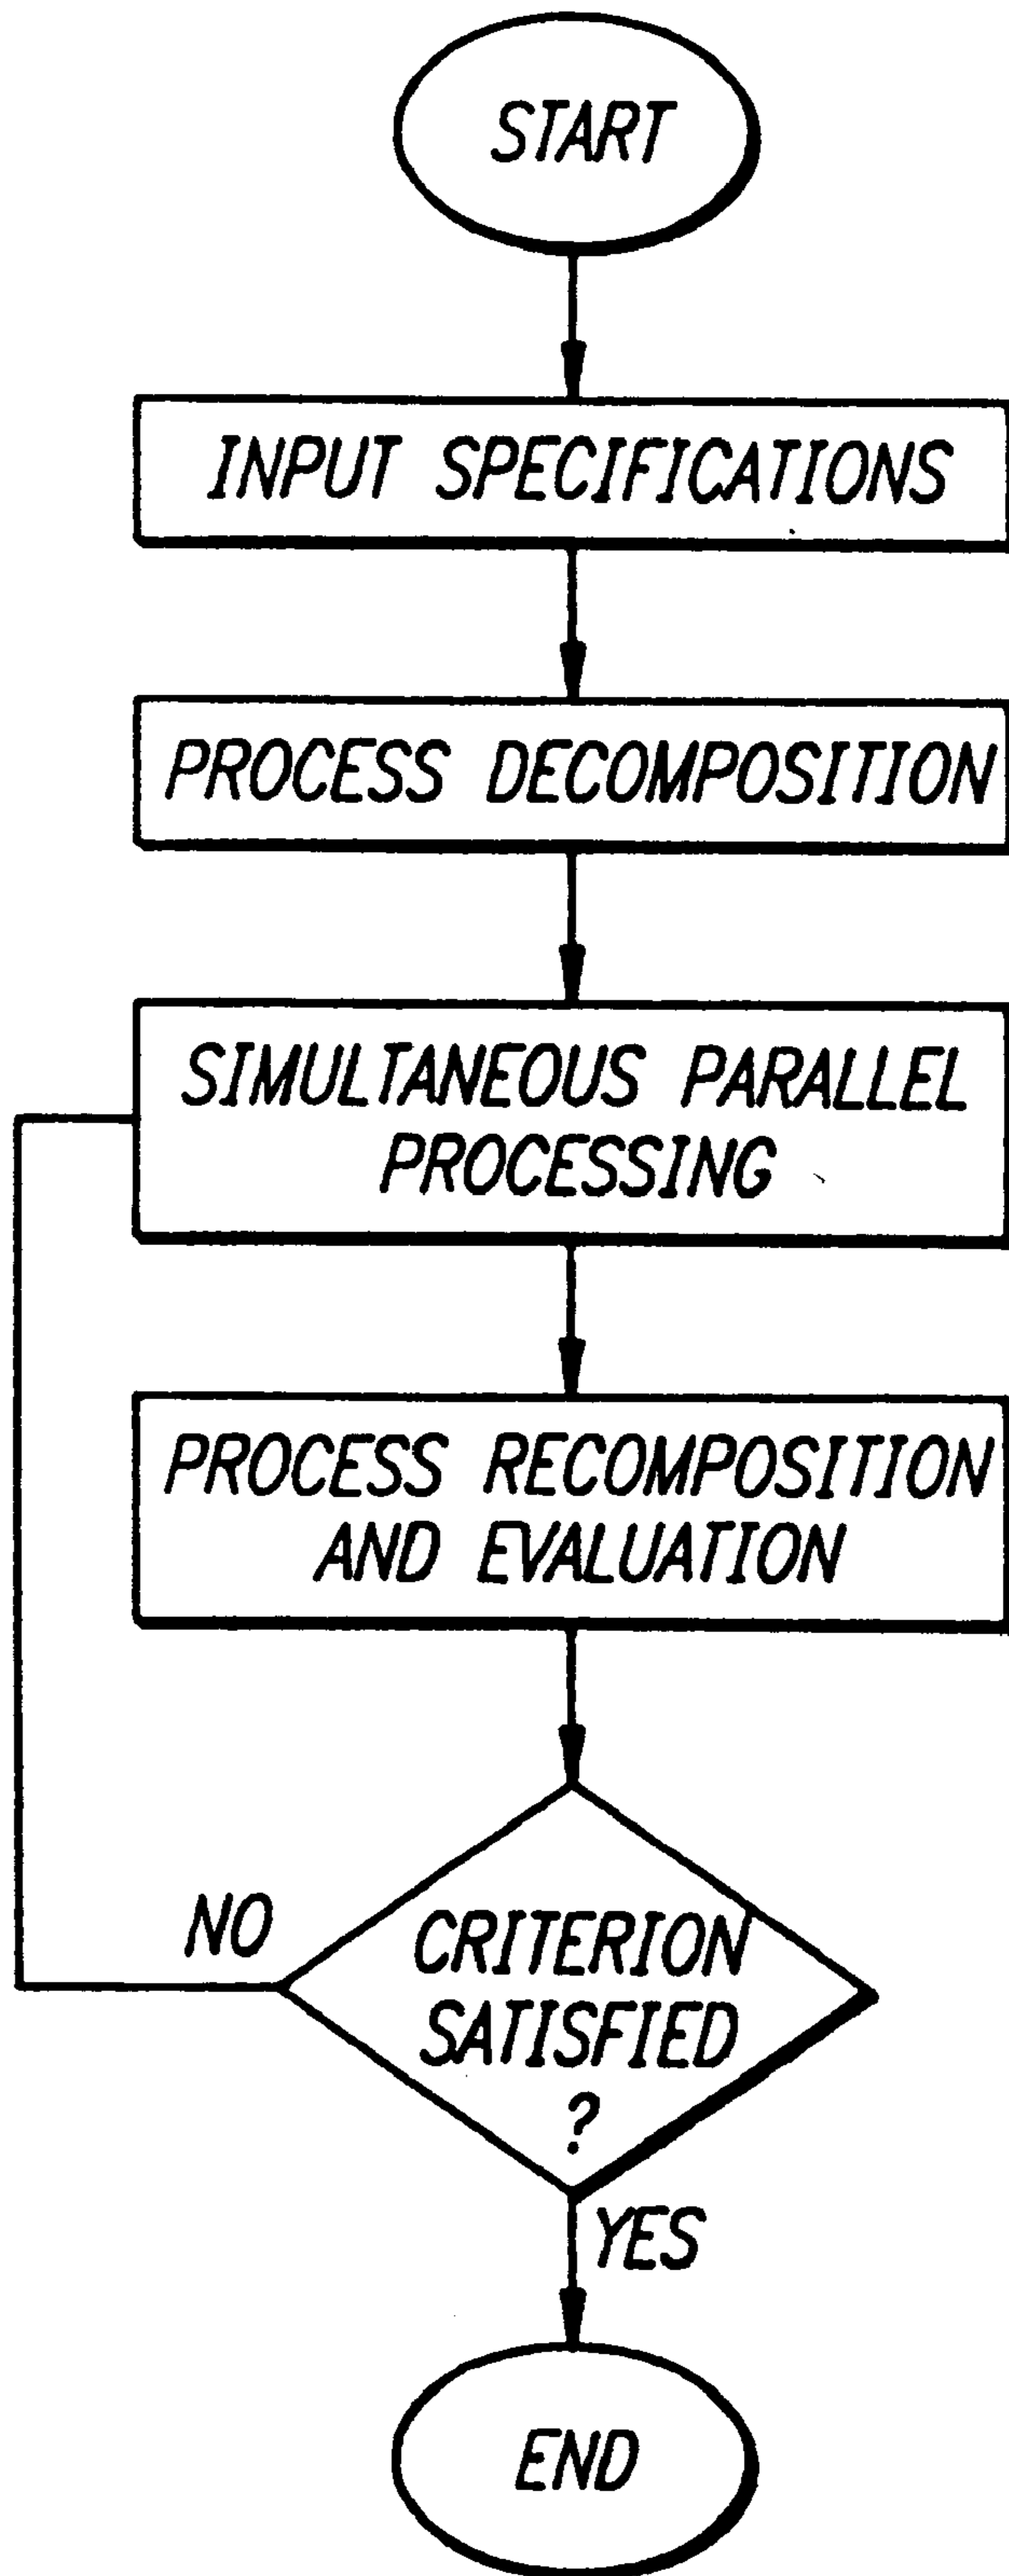 START
INPUT SPECIFICATIONS
PROCESS DECOMPOSITION
SIMULTANEOUS PARALLEL
PROCESSING
PROCESS RECOMPOSITION
AND EVALUATION
NO
CRITERION
SATISFIED
?
YES
END